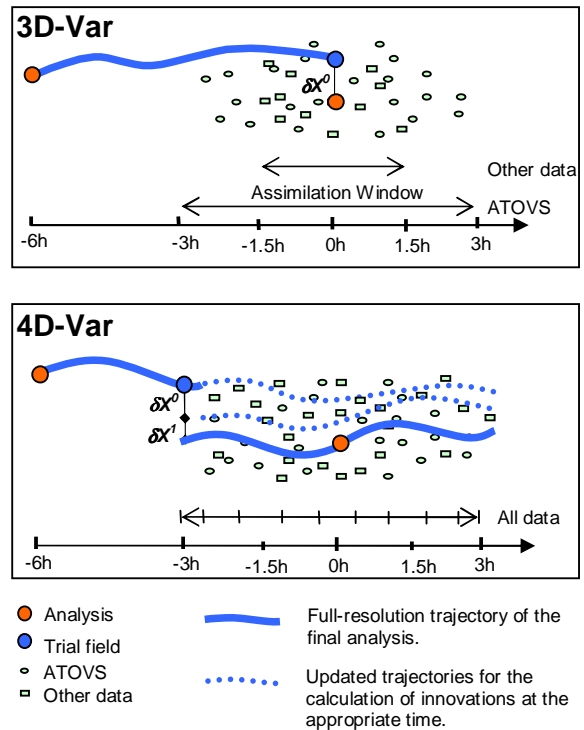 3D-Var
δX⁰
Other data
Assimilation Window
ATOVS
-6h -3h -1.5h 0h 1.5h 3h
4D-Var
δX⁰
δX¹
All data
-6h -3h -1.5h 0h 1.5h 3h
Analysis
Trial field
ATOVS
Other data
Full-resolution trajectory of the
final analysis.
Updated trajectories for the
calculation of innovations at the
appropriate time.